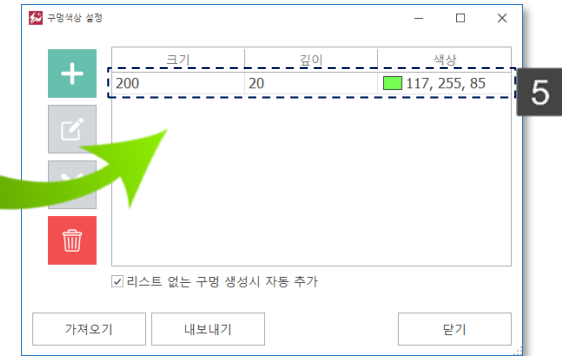 구멍색상 설정
크기 깊이 색상
200 20 117, 255, 85
5
리스트 없는 구멍 생성시 자동 추가
가져오기 내보내기 닫기